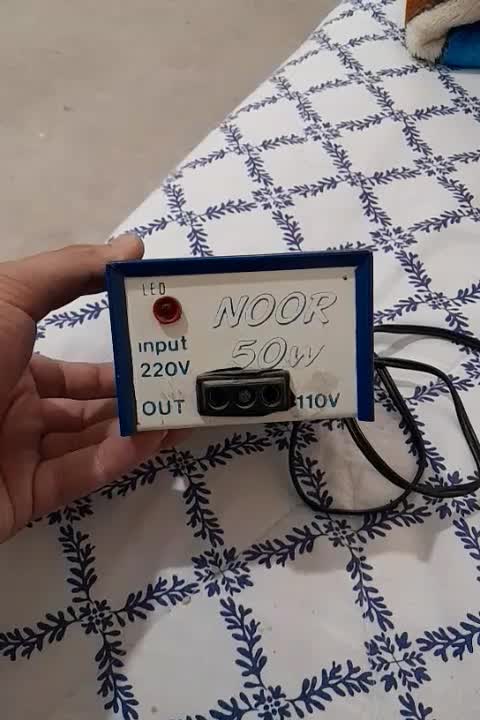 LED
NOOR
input
50w
220V
OUT 110V